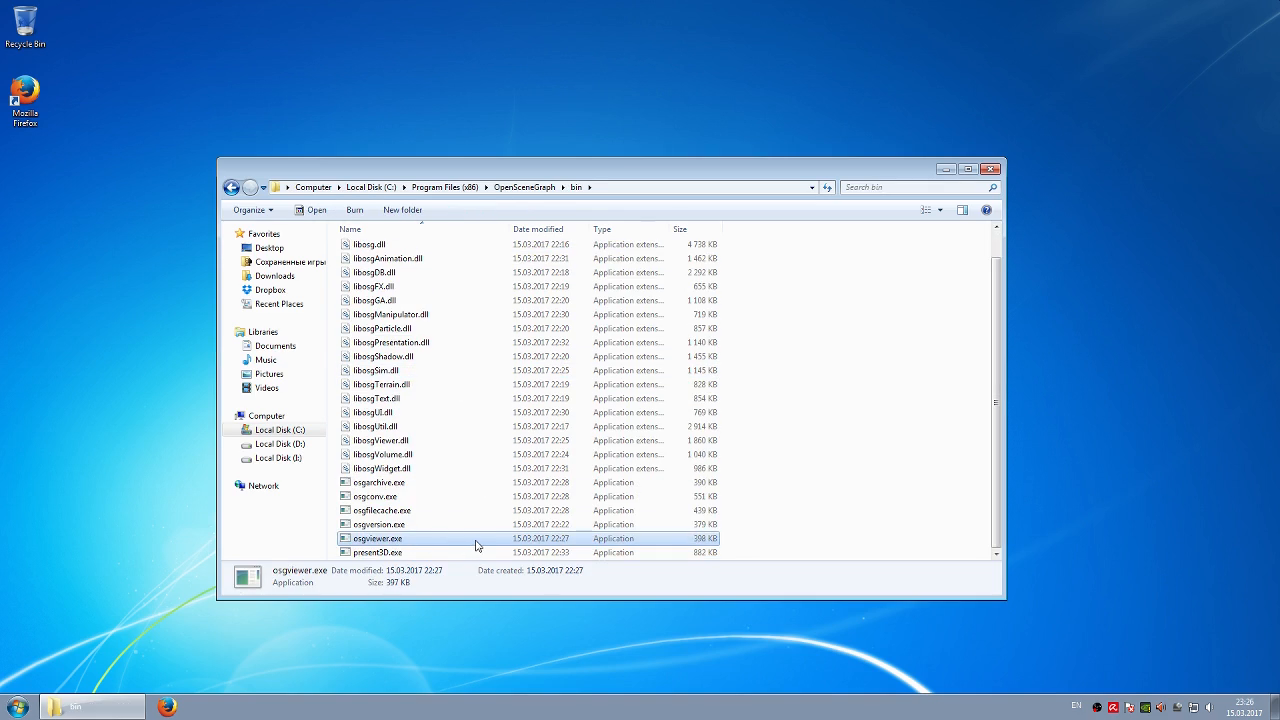 Recycle Bin
Mozilla
Firefox
Computer Local Disk (C:) Program Files (x86) OpenSceneGraph bin
Search bin
Organize Open Burn New folder
Name Date modified Type Size
Favorites
Desktop
Сохраненные игры
Downloads
Dropbox
Recent Places
Libraries
Documents
Music
Pictures
Videos
Computer
Local Disk (C:)
Local Disk (D:)
Local Disk (I:)
Network
libosg.dll 15.03.2017 22:16 Application extens... 4 738 KB
libosgAnimation.dll 15.03.2017 22:31 Application extens... 1 462 KB
libosgDB.dll 15.03.2017 22:18 Application extens... 2 292 KB
libosgFX.dll 15.03.2017 22:19 Application extens... 655 KB
libosgGA.dll 15.03.2017 22:20 Application extens... 1 108 KB
libosgManipulator.dll 15.03.2017 22:30 Application extens... 719 KB
libosgParticle.dll 15.03.2017 22:20 Application extens... 857 KB
libosgPresentation.dll 15.03.2017 22:32 Application extens... 1 140 KB
libosgShadow.dll 15.03.2017 22:20 Application extens... 1 455 KB
libosgSim.dll 15.03.2017 22:25 Application extens... 1 145 KB
libosgTerrain.dll 15.03.2017 22:19 Application extens... 828 KB
libosgText.dll 15.03.2017 22:19 Application extens... 854 KB
libosgUI.dll 15.03.2017 22:30 Application extens... 769 KB
libosgUtil.dll 15.03.2017 22:17 Application extens... 2 914 KB
libosgViewer.dll 15.03.2017 22:25 Application extens... 1 860 KB
libosgVolume.dll 15.03.2017 22:24 Application extens... 1 040 KB
libosgWidget.dll 15.03.2017 22:31 Application extens... 986 KB
osgarchive.exe 15.03.2017 22:28 Application 390 KB
osgconv.exe 15.03.2017 22:28 Application 551 KB
osgfilecache.exe 15.03.2017 22:28 Application 439 KB
osgversion.exe 15.03.2017 22:22 Application 379 KB
osgviewer.exe 15.03.2017 22:27 Application 398 KB
present3D.exe 15.03.2017 22:33 Application 882 KB
osgviewer.exe Date modified: 15.03.2017 22:27 Date created: 15.03.2017 22:27
Application Size: 397 KB
bin
EN
23:26
15.03.2017